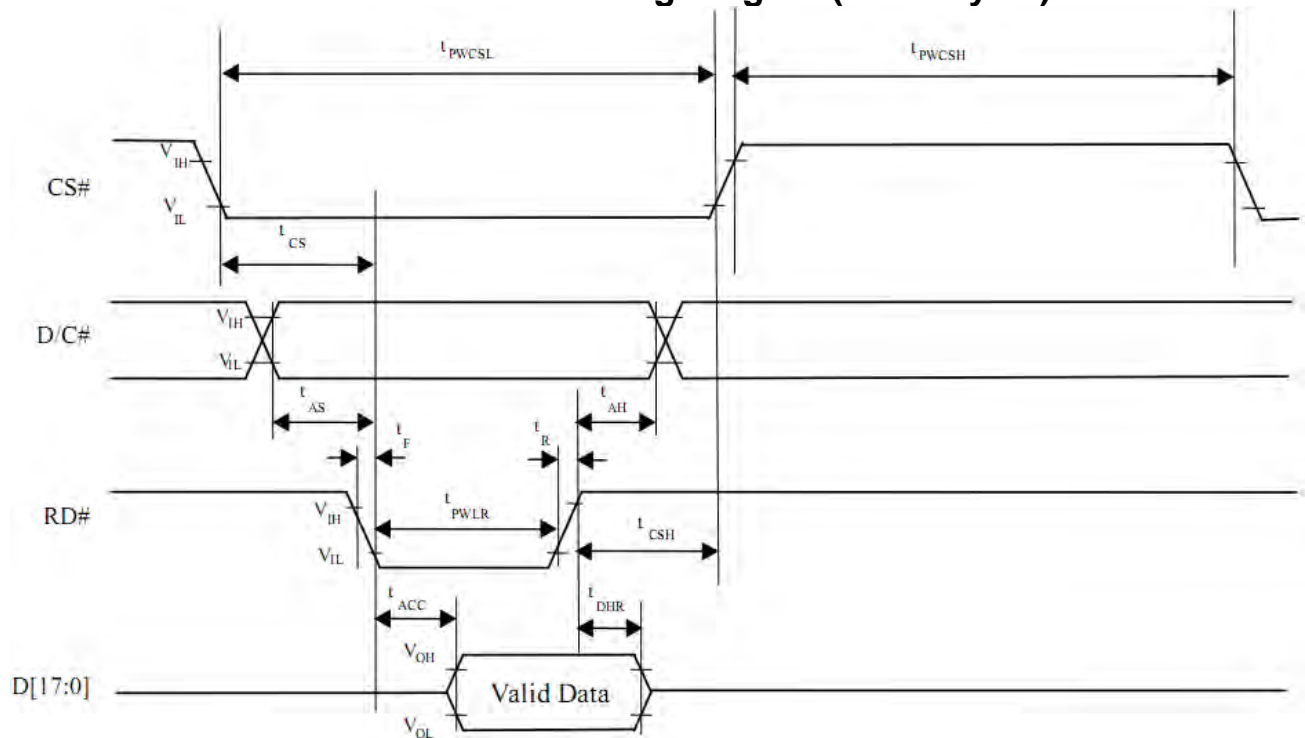 t PWCSL
t PWCSH
V IH
CS#
V IL
t CS
V IH
D/C#
V IL
t AS
t AH
t F
t R
V IH
t PWLR
RD#
t CSH
V IL
t ACC
t DHR
V OH
D[17:0]
Valid Data
V OL